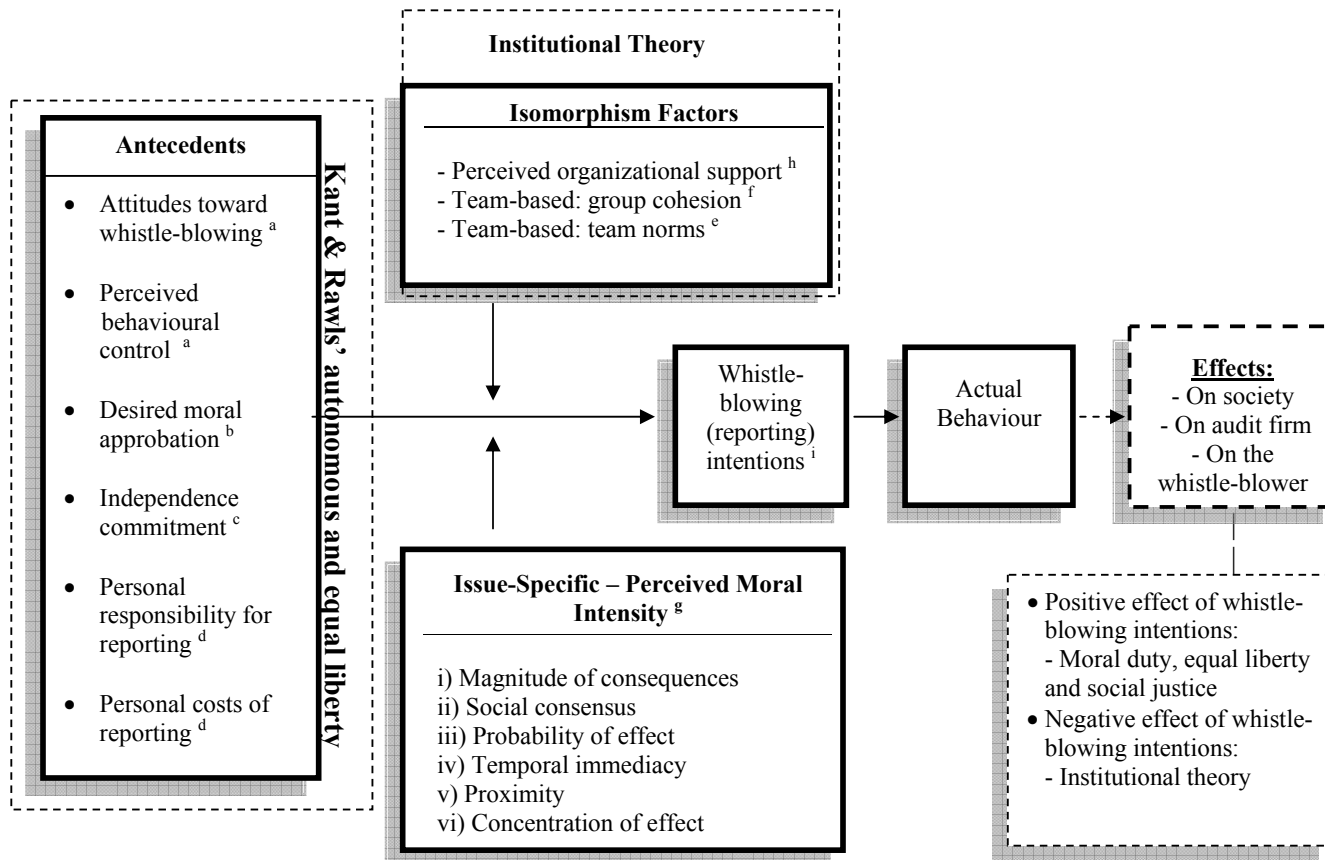 Institutional Theory
Isomorphism Factors
- Perceived organizational support h
- Team-based: group cohesion f
- Team-based: team norms e
Antecedents
• Attitudes toward
whistle-blowing a
• Perceived
behavioural
control a
• Desired moral
approbation b
• Independence
commitment c
• Personal
responsibility for
reporting d
• Personal costs of
reporting d
Kant & Rawls’ autonomous and equal liberty
Whistle-
blowing
(reporting)
intentions i
Actual
Behaviour
Effects:
- On society
- On audit firm
- On the
whistle-blower
Issue-Specific – Perceived Moral
Intensity g
i) Magnitude of consequences
ii) Social consensus
iii) Probability of effect
iv) Temporal immediacy
v) Proximity
vi) Concentration of effect
• Positive effect of whistle-
blowing intentions:
- Moral duty, equal liberty
and social justice
• Negative effect of whistle-
blowing intentions:
- Institutional theory